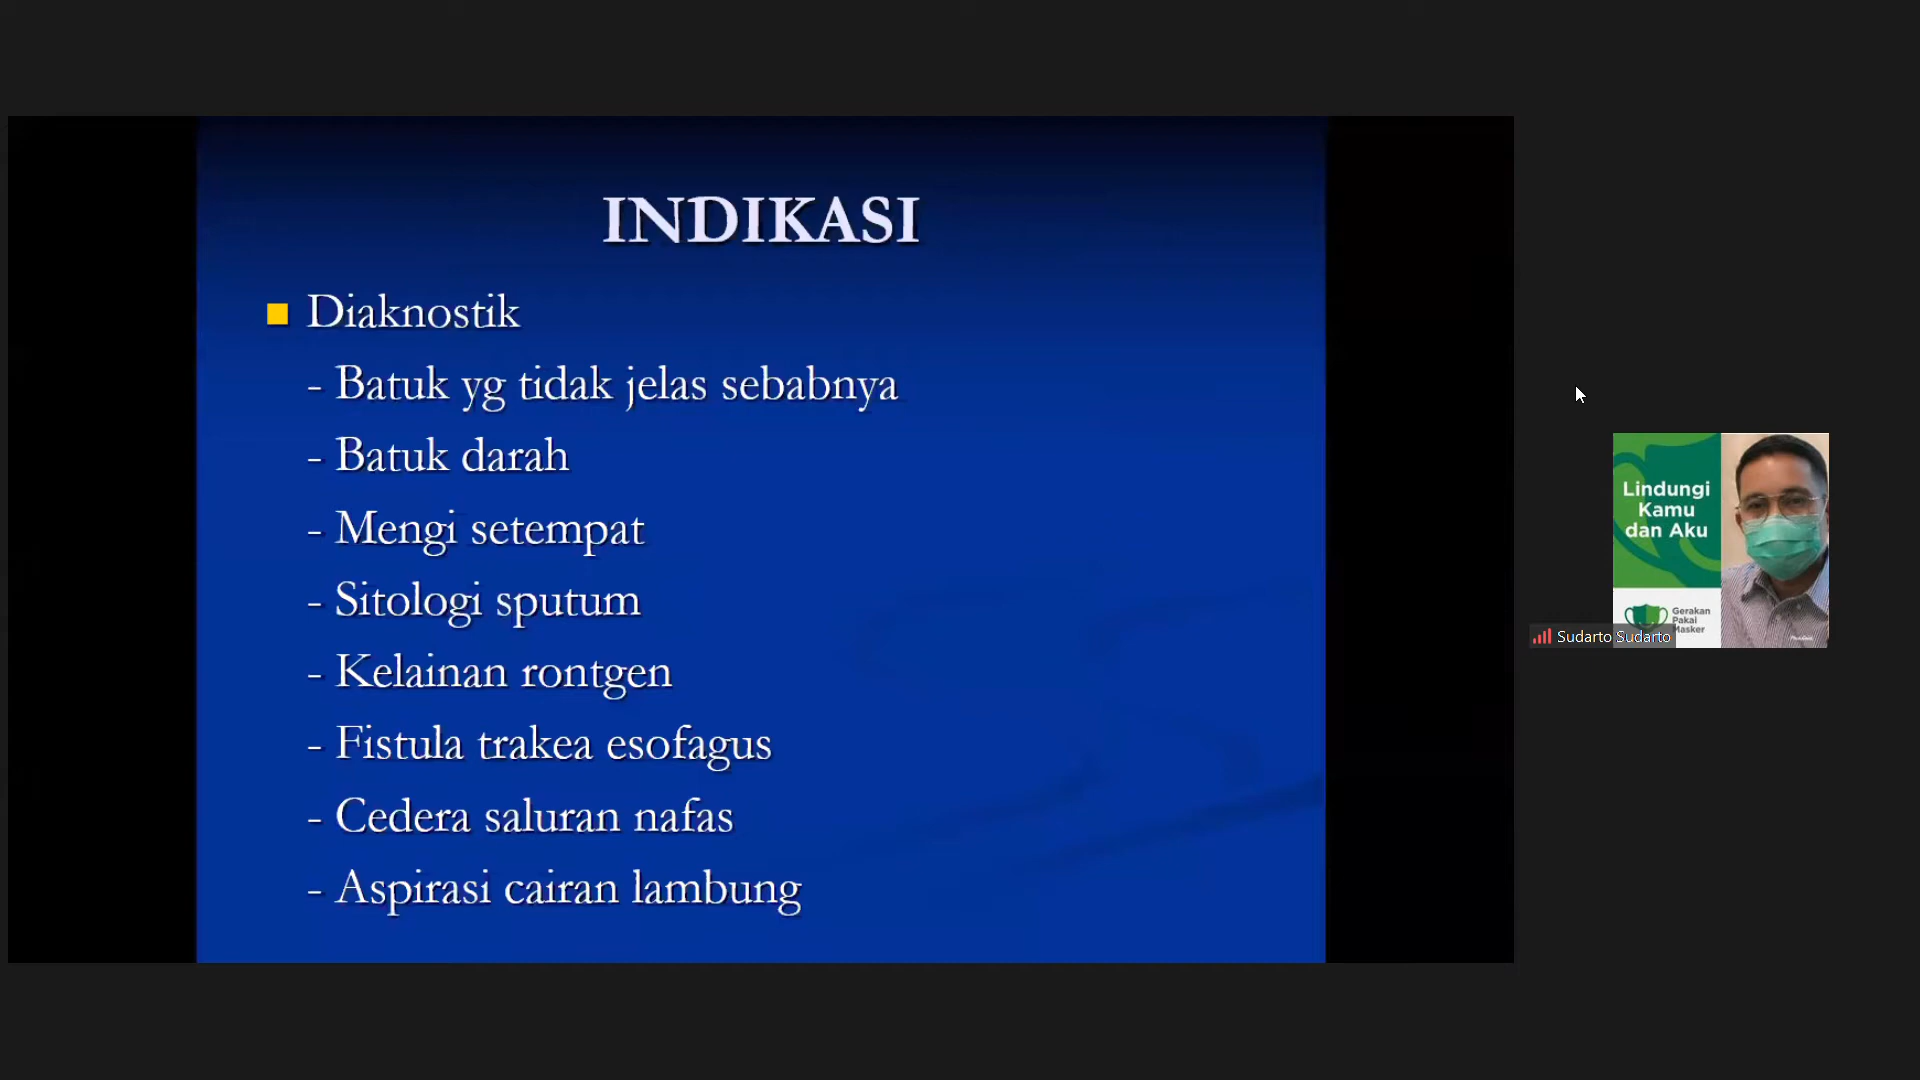 INDIKASI
Diaknostik
- Batuk yg tidak jelas sebabnya
- Batuk darah
- Mengi setempat
- Sitologi sputum
- Kelainan rontgen
- Fistula trakea esofagus
- Cedera saluran nafas
- Aspirasi cairan lambung
Lindungi
Kamu
dan Aku
Gerakan
Pakai
Masker
Sudarto Sudarto